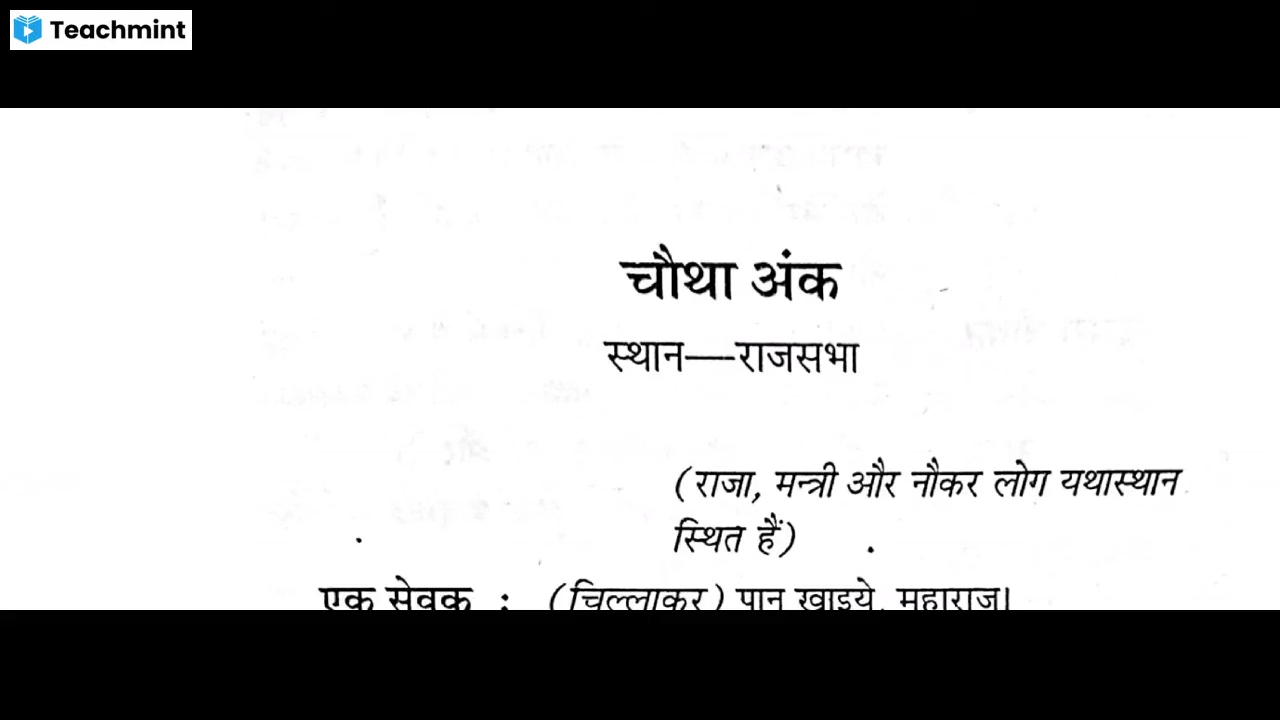 Teachmint
चौथा अंक
स्थान—राजसभा
(राजा, मन्त्री और नौकर लोग यथास्थान
स्थित हैं)
एक सेवक : (चिल्लाकर) पान खाइये, महाराज।